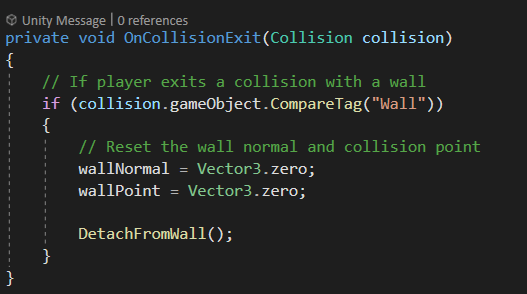 Unity Message | 0 references
private void OnCollisionExit(Collision collision)
{
// If player exits a collision with a wall
if (collision.gameObject.CompareTag("Wall"))
{
// Reset the wall normal and collision point
wallNormal = Vector3.zero;
wallPoint = Vector3.zero;
DetachFromWall();
}
}